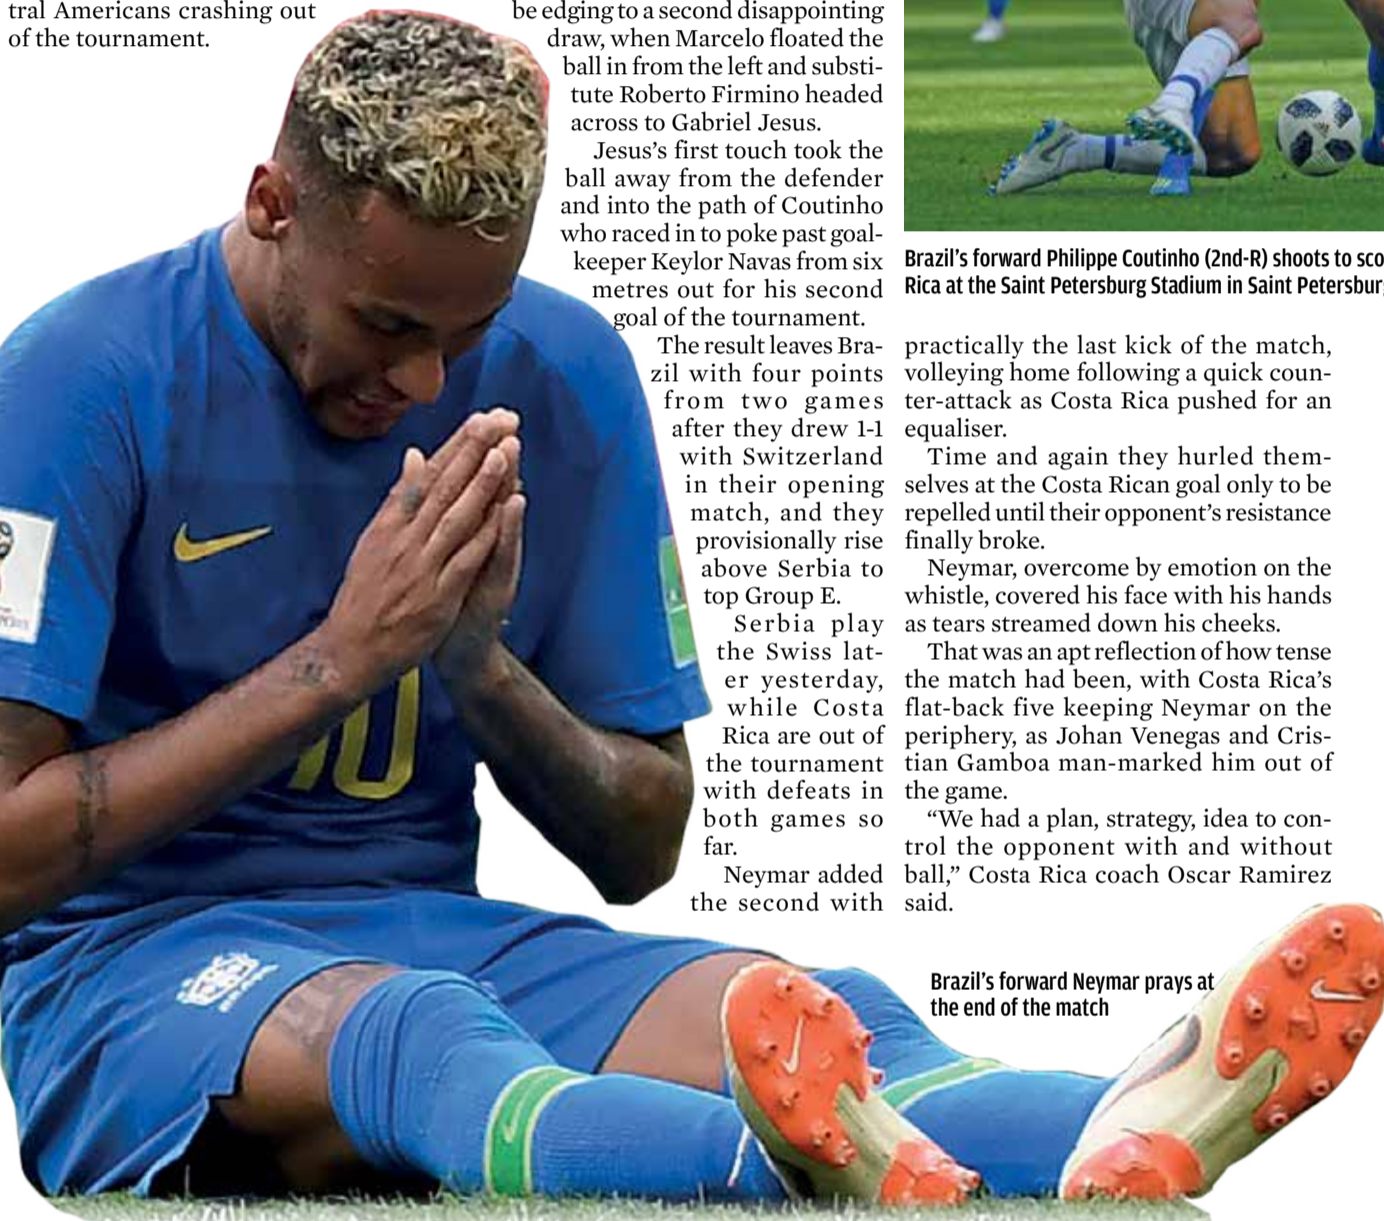 tral Americans crashing out
of the tournament.
be edging to a second disappointing
draw, when Marcelo floated the
ball in from the left and substi-
tute Roberto Firmino headed
across to Gabriel Jesus.
Jesus's first touch took the
ball away from the defender
and into the path of Coutinho
who raced in to poke past goal-
keeper Keylor Navas from six
metres out for his second
goal of the tournament.
The result leaves Bra-
zil with four points
from two games
after they drew 1-1
with Switzerland
in their opening
match, and they
provisionally rise
above Serbia to
top Group E.
Serbia play
the Swiss lat-
er yesterday,
while Costa
Rica are out of
the tournament
with defeats in
both games so
far.
Neymar added
the second with
Brazil's forward Philippe Coutinho (2nd-R) shoots to sco
Rica at the Saint Petersburg Stadium in Saint Petersbur
practically the last kick of the match,
volleying home following a quick coun-
ter-attack as Costa Rica pushed for an
equaliser.
Time and again they hurled them-
selves at the Costa Rican goal only to be
repelled until their opponent's resistance
finally broke.
Neymar, overcome by emotion on the
whistle, covered his face with his hands
as tears streamed down his cheeks.
That was an apt reflection of how tense
the match had been, with Costa Rica's
flat-back five keeping Neymar on the
periphery, as Johan Venegas and Cris-
tian Gamboa man-marked him out of
the game.
"We had a plan, strategy, idea to con-
trol the opponent with and without
ball," Costa Rica coach Oscar Ramirez
said.
Brazil's forward Neymar prays at
the end of the match
10